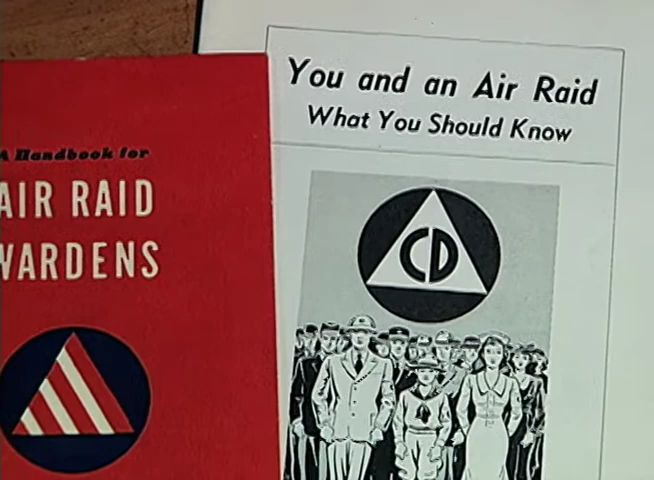 A Handbook for
AIR RAID
WARDENS
You and an Air Raid
What You Should Know
CD